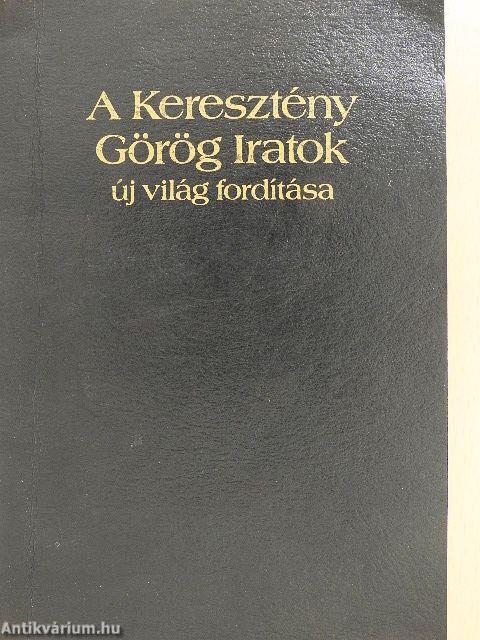 A Keresztény
Görög Iratok
új világ fordítása
Antikvárium.hu